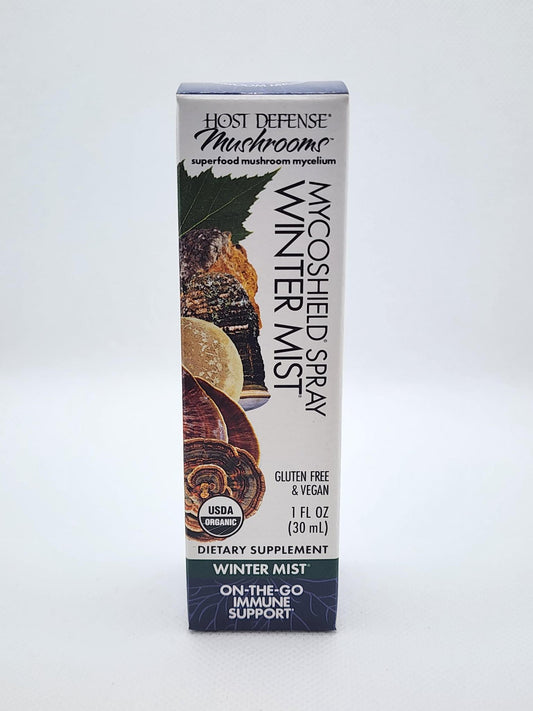 HOST DEFENSE®
Mushrooms™
superfood mushroom mycelium
MYCOSHIELD® SPRAY
WINTER MIST®
GLUTEN FREE
& VEGAN
USDA
ORGANIC
1 FL OZ
(30 mL)
DIETARY SUPPLEMENT
WINTER MIST®
ON-THE-GO
IMMUNE
SUPPORT*